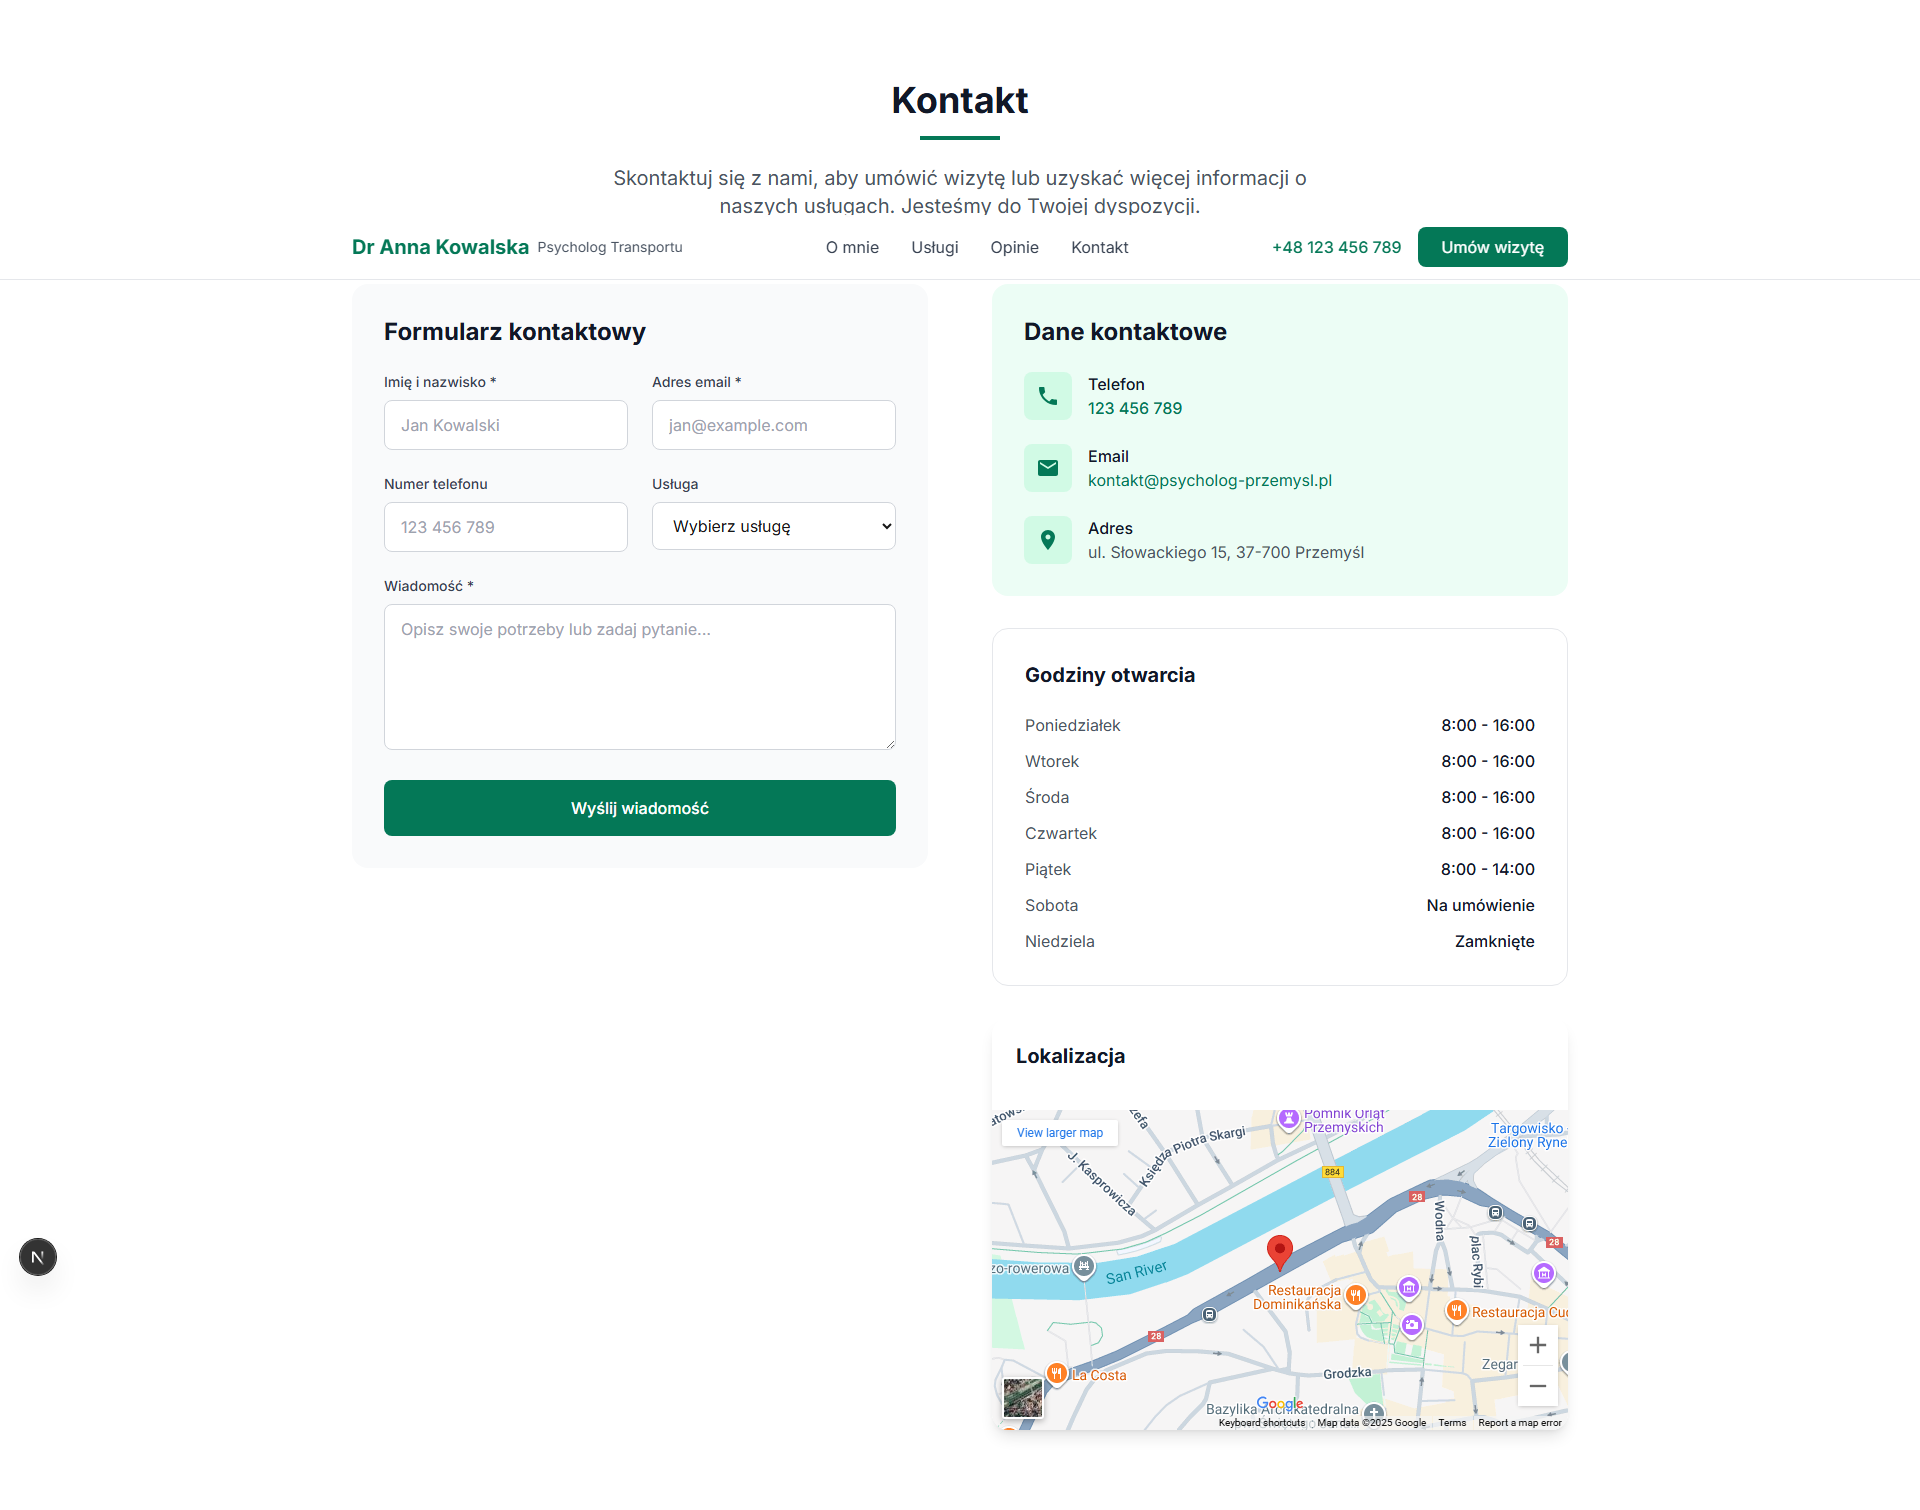 Kontakt
Skontaktuj się z nami, aby umówić wizytę lub uzyskać więcej informacji o
naszych usługach. Jesteśmy do Twojej dyspozycji.
Dr Anna Kowalska Psycholog Transportu O mnie Usługi Opinie Kontakt +48 123 456 789 Umów wizytę
Formularz kontaktowy
Imię i nazwisko * Adres email *
Jan Kowalski jan@example.com
Numer telefonu Usługa
123 456 789 Wybierz usługę
Wiadomość *
Opisz swoje potrzeby lub zadaj pytanie...
Wyślij wiadomość
Dane kontaktowe
Telefon
123 456 789
Email
kontakt@psycholog-przemysl.pl
Adres
ul. Słowackiego 15, 37-700 Przemyśl
Godziny otwarcia
Poniedziałek 8:00 - 16:00
Wtorek 8:00 - 16:00
Środa 8:00 - 16:00
Czwartek 8:00 - 16:00
Piątek 8:00 - 14:00
Sobota Na umówienie
Niedziela Zamknięte
Lokalizacja
View larger map
Pomnik Orląt
Przemyskich
Targowisko
Zielony Ryne
Księdza Piotra Skargi
J. Kasprowicza
884
28
Wodna
plac Rybi
28
zo-rowerowa
San River
Restauracja
Dominikańska
Restauracja Cud
28
Zegar
Grodzka
La Costa
Bazylika Archikatedralna
Google
Keyboard shortcuts Map data ©2025 Google Terms Report a map error
N